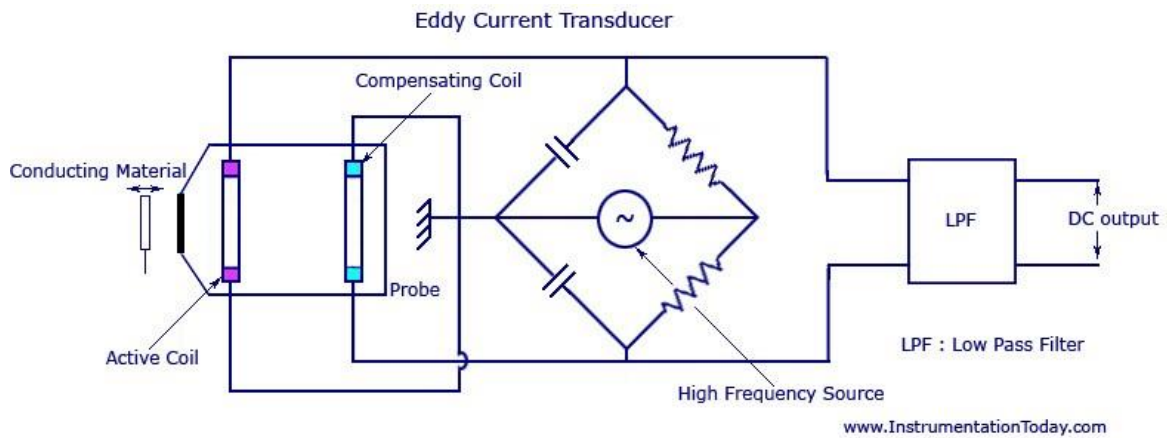 Eddy Current Transducer
Compensating Coil
Conducting Material
~
LPF
DC output
Probe
Active Coil
LPF : Low Pass Filter
High Frequency Source
www.InstrumentationToday.com